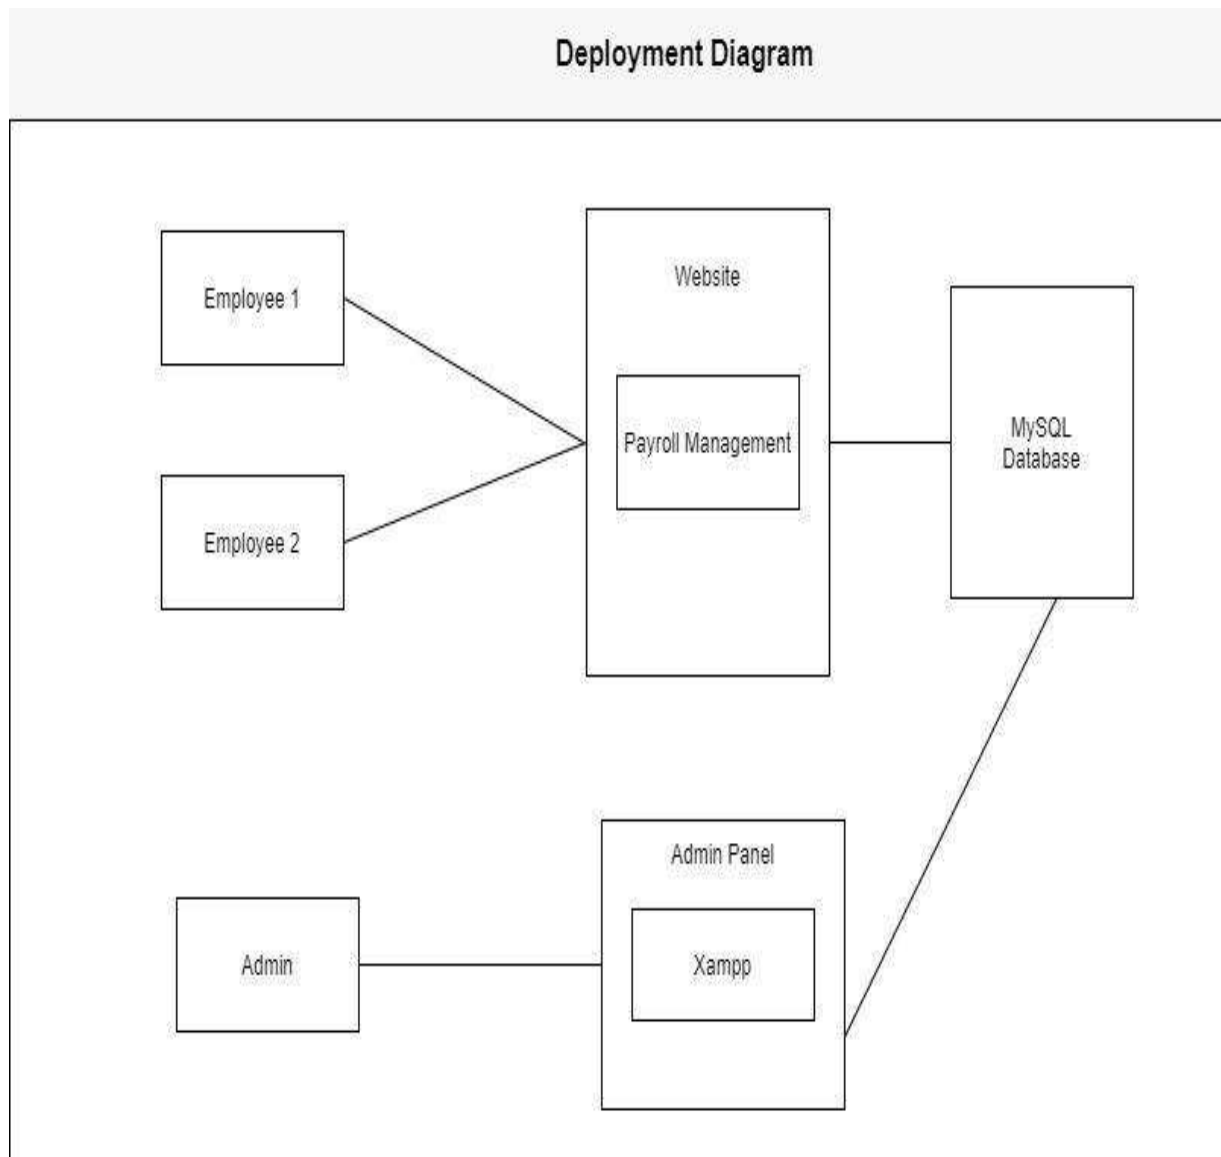 Deployment Diagram
Employee 1
Website
Payroll Management
MySQL
Database
Employee 2
Admin Panel
Admin
Xampp